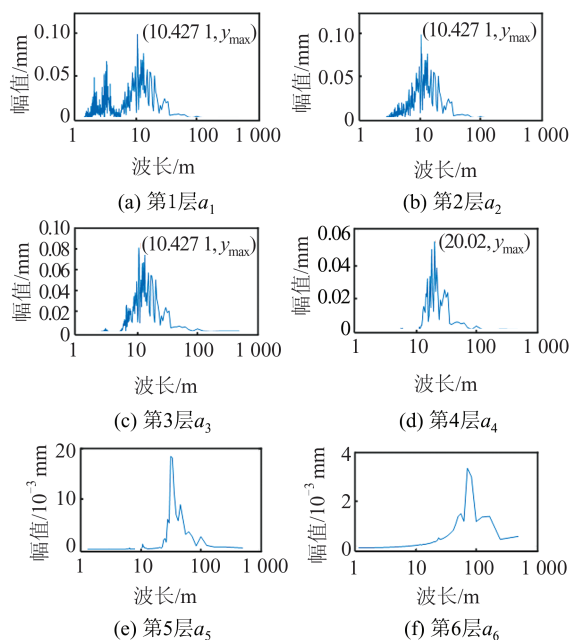 0.10 (10.427 1, ymax) 0.10 (10.427 1, ymax)
幅值/mm 0.05 幅值/mm 0.05
0 0
1 10 100 1 000 1 10 100 1 000
波长/m 波长/m
(a) 第1层a1 (b) 第2层a2
0.10 (10.427 1, ymax) 0.06 (20.02, ymax)
0.08
幅值/mm 0.06 幅值/mm 0.04
0.04 0.02
0.02
0 0
1 10 100 1 000 1 10 100 1 000
波长/m 波长/m
(c) 第3层a3 (d) 第4层a4
20 4
幅值/10⁻³ mm 10 幅值/10⁻³ mm 2
0 0
1 10 100 1 000 1 10 100 1 000
波长/m 波长/m
(e) 第5层a5 (f) 第6层a6